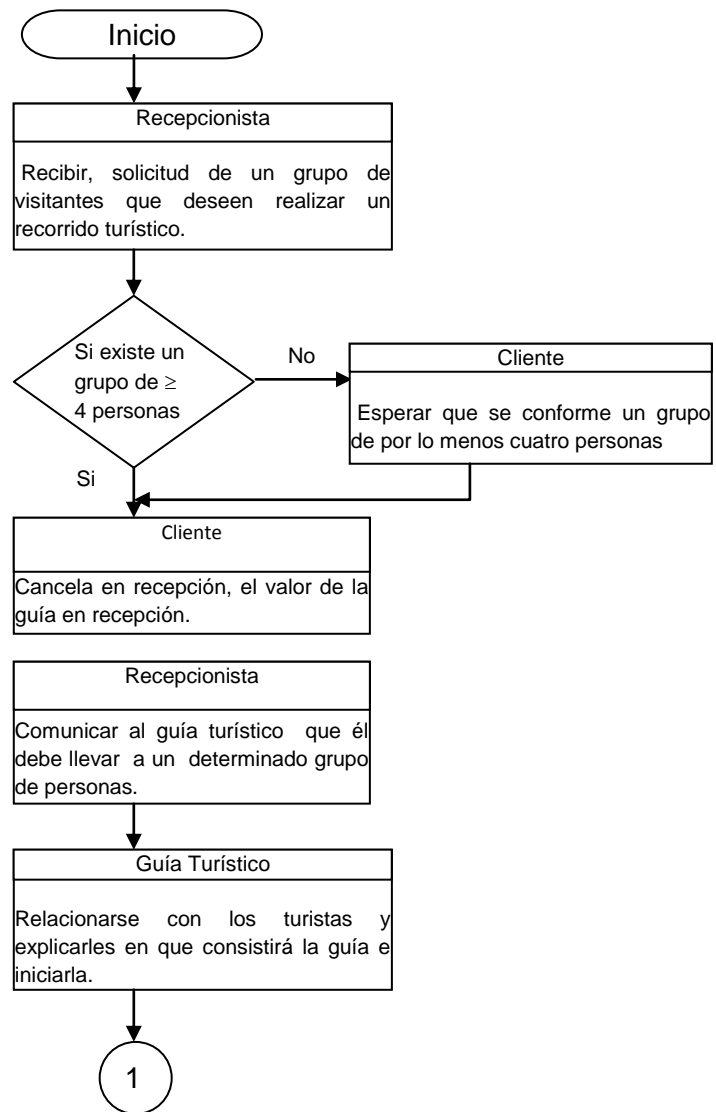 Inicio
Recepcionista
Recibir, solicitud de un grupo de
visitantes que deseen realizar un
recorrido turístico.
Si existe un
grupo de ≥
4 personas
No
Cliente
Esperar que se conforme un grupo
de por lo menos cuatro personas
Si
Cliente
Cancela en recepción, el valor de la
guía en recepción.
Recepcionista
Comunicar al guía turístico que él
debe llevar a un determinado grupo
de personas.
Guía Turístico
Relacionarse con los turistas y
explicarles en que consistirá la guía e
iniciarla.
1